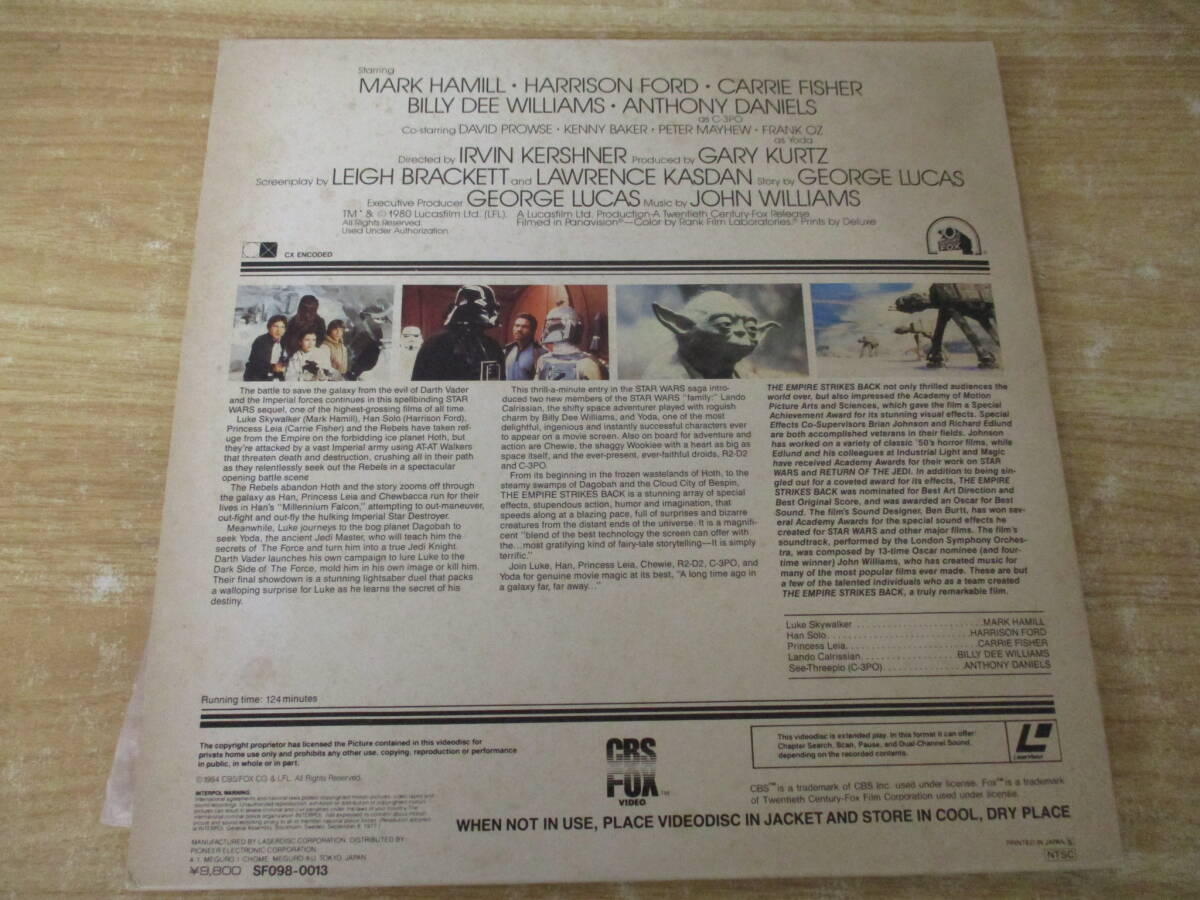 Starring
MARK HAMILL • HARRISON FORD • CARRIE FISHER
BILLY DEE WILLIAMS • ANTHONY DANIELS
as C-3PO
Co-starring DAVID PROWSE • KENNY BAKER • PETER MAYHEW • FRANK OZ
as Yoda
Directed by IRVIN KERSHNER Produced by GARY KURTZ
Screenplay by LEIGH BRACKETT and LAWRENCE KASDAN Story by GEORGE LUCAS
Executive Producer GEORGE LUCAS Music by JOHN WILLIAMS
TM* & © 1980 Lucasfilm Ltd. (LFL). A Lucasfilm Ltd. Production-A Twentieth Century-Fox Release
All Rights Reserved. Filmed in Panavision®—Color by Rank Film Laboratories.® Prints by Deluxe
Used Under Authorization.
CX ENCODED
The battle to save the galaxy from the evil of Darth Vader
and the Imperial forces continues in this spellbinding STAR
WARS sequel, one of the highest-grossing films of all time.
Luke Skywalker (Mark Hamill), Han Solo (Harrison Ford),
Princess Leia (Carrie Fisher) and the Rebels have taken ref-
uge from the Empire on the forbidding ice planet Hoth, but
they're attacked by a vast Imperial army using AT-AT Walkers
that threaten death and destruction, crushing all in their path
as they relentlessly seek out the Rebels in a spectacular
opening battle scene
The Rebels abandon Hoth and the story zooms off through
the galaxy as Han, Princess Leia and Chewbacca run for their
lives in Han's "Millennium Falcon," attempting to out-maneuver,
out-fight and out-fly the hulking Imperial Star Destroyer.
Meanwhile, Luke journeys to the bog planet Dagobah to
seek Yoda, the ancient Jedi Master, who will teach him the
secrets of The Force and turn him into a true Jedi Knight.
Darth Vader launches his own campaign to lure Luke to the
Dark Side of The Force, mold him in his own image or kill him.
Their final showdown is a stunning lightsaber duel that packs
a walloping surprise for Luke as he learns the secret of his
destiny.
This thrill-a-minute entry in the STAR WARS saga intro-
duced two new members of the STAR WARS "family:" Lando
Calrissian, the shifty space adventurer played with roguish
charm by Billy Dee Williams, and Yoda, one of the most
delightful, ingenious and instantly successful characters ever
to appear on a movie screen. Also on board for adventure and
action are Chewie, the shaggy Wookiee with a heart as big as
space itself, and the ever-present, ever-faithful droids, R2-D2
and C-3PO.
From its beginning in the frozen wastelands of Hoth, to the
steamy swamps of Dagobah and the Cloud City of Bespin,
THE EMPIRE STRIKES BACK is a stunning array of special
effects, stupendous action, humor and imagination, that
speeds along at a blazing pace, full of surprises and bizarre
creatures from the distant ends of the universe. It is a magnifi-
cent "blend of the best technology the screen can offer with
the...most gratifying kind of fairy-tale storytelling—It is simply
terrific."
Join Luke, Han, Princess Leia, Chewie, R2-D2, C-3PO, and
Yoda for genuine movie magic at its best, "A long time ago in
a galaxy far, far away..."
THE EMPIRE STRIKES BACK not only thrilled audiences the
world over, but also impressed the Academy of Motion
Picture Arts and Sciences, which gave the film a Special
Achievement Award for its stunning visual effects. Special
Effects Co-Supervisors Brian Johnson and Richard Edlund
are both accomplished veterans in their fields. Johnson
has worked on a variety of classic '50's horror films, while
Edlund and his colleagues at Industrial Light and Magic
have received Academy Awards for their work on STAR
WARS and RETURN OF THE JEDI. In addition to being sin-
gled out for a coveted award for its effects, THE EMPIRE
STRIKES BACK was nominated for Best Art Direction and
Best Original Score, and was awarded an Oscar for Best
Sound. The film's Sound Designer, Ben Burtt, has won sev-
eral Academy Awards for the special sound effects he
created for STAR WARS and other major films. The film's
soundtrack, performed by the London Symphony Orches-
tra, was composed by 13-time Oscar nominee (and four-
time winner) John Williams, who has created music for
many of the most popular films ever made. These are but
a few of the talented individuals who as a team created
THE EMPIRE STRIKES BACK, a truly remarkable film.
Luke Skywalker ........................ MARK HAMILL
Han Solo........................ HARRISON FORD
Princess Leia........................ CARRIE FISHER
Lando Calrissian ................ BILLY DEE WILLIAMS
See-Threepio (C-3PO)............. ANTHONY DANIELS
Running time: 124 minutes
The copyright proprietor has licensed the Picture contained in this videodisc for
private home use only and prohibits any other use, copying, reproduction or performance
in public, in whole or in part.
© 1984 CBS/FOX CO & LFL. All Rights Reserved.
INTERPOL WARNING
CBS
FOX™
VIDEO
This videodisc is extended play. In this format it can offer:
Chapter Search, Scan, Pause, and Dual-Channel Sound,
depending on the recorded contents.
LaserVision
CBS™ is a trademark of CBS Inc. used under license. Fox™ is a trademark
of Twentieth Century-Fox Film Corporation used under license.
WHEN NOT IN USE, PLACE VIDEODISC IN JACKET AND STORE IN COOL, DRY PLACE
MANUFACTURED BY LASERDISC CORPORATION. DISTRIBUTED BY
PIONEER ELECTRONIC CORPORATION
4-1, MEGURO 1-CHOME, MEGURO-KU, TOKYO, JAPAN
¥9,800 SF098-0013
PRINTED IN JAPAN
NTSC